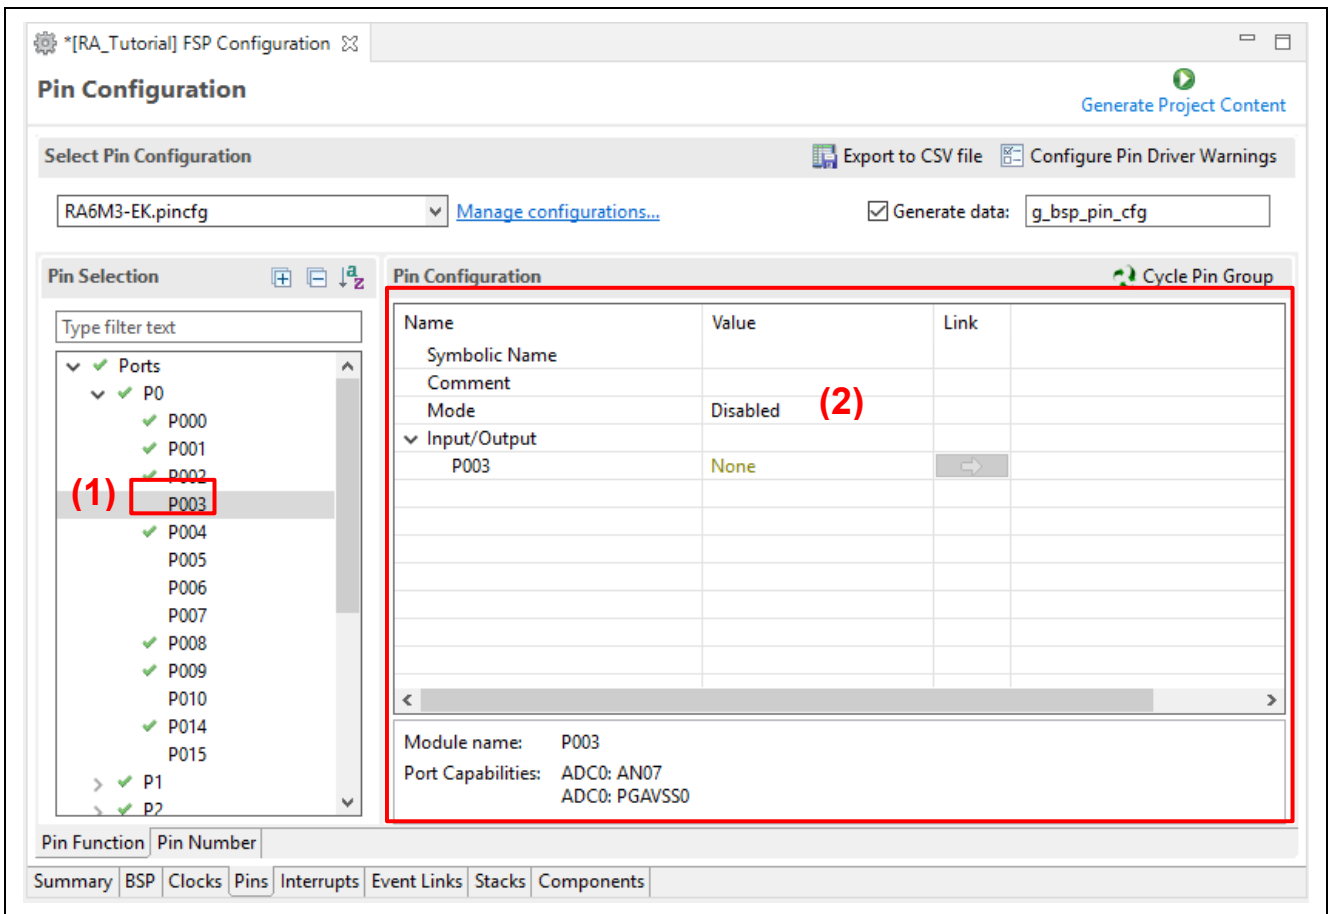 *[RA_Tutorial] FSP Configuration
Pin Configuration
Generate Project Content
Select Pin Configuration
Export to CSV file
Configure Pin Driver Warnings
RA6M3-EK.pincfg
Manage configurations...
Generate data:
g_bsp_pin_cfg
Pin Selection
Type filter text
Ports
P0
P000
P001
P002
(1)
P003
P004
P005
P006
P007
P008
P009
P010
P014
P015
P1
P2
Pin Configuration
Cycle Pin Group
Name Value Link
Symbolic Name
Comment
Mode Disabled
(2)
Input/Output
P003 None
Module name: P003
Port Capabilities: ADC0: AN07
ADC0: PGAVSS0
Pin Function Pin Number
Summary BSP Clocks Pins Interrupts Event Links Stacks Components